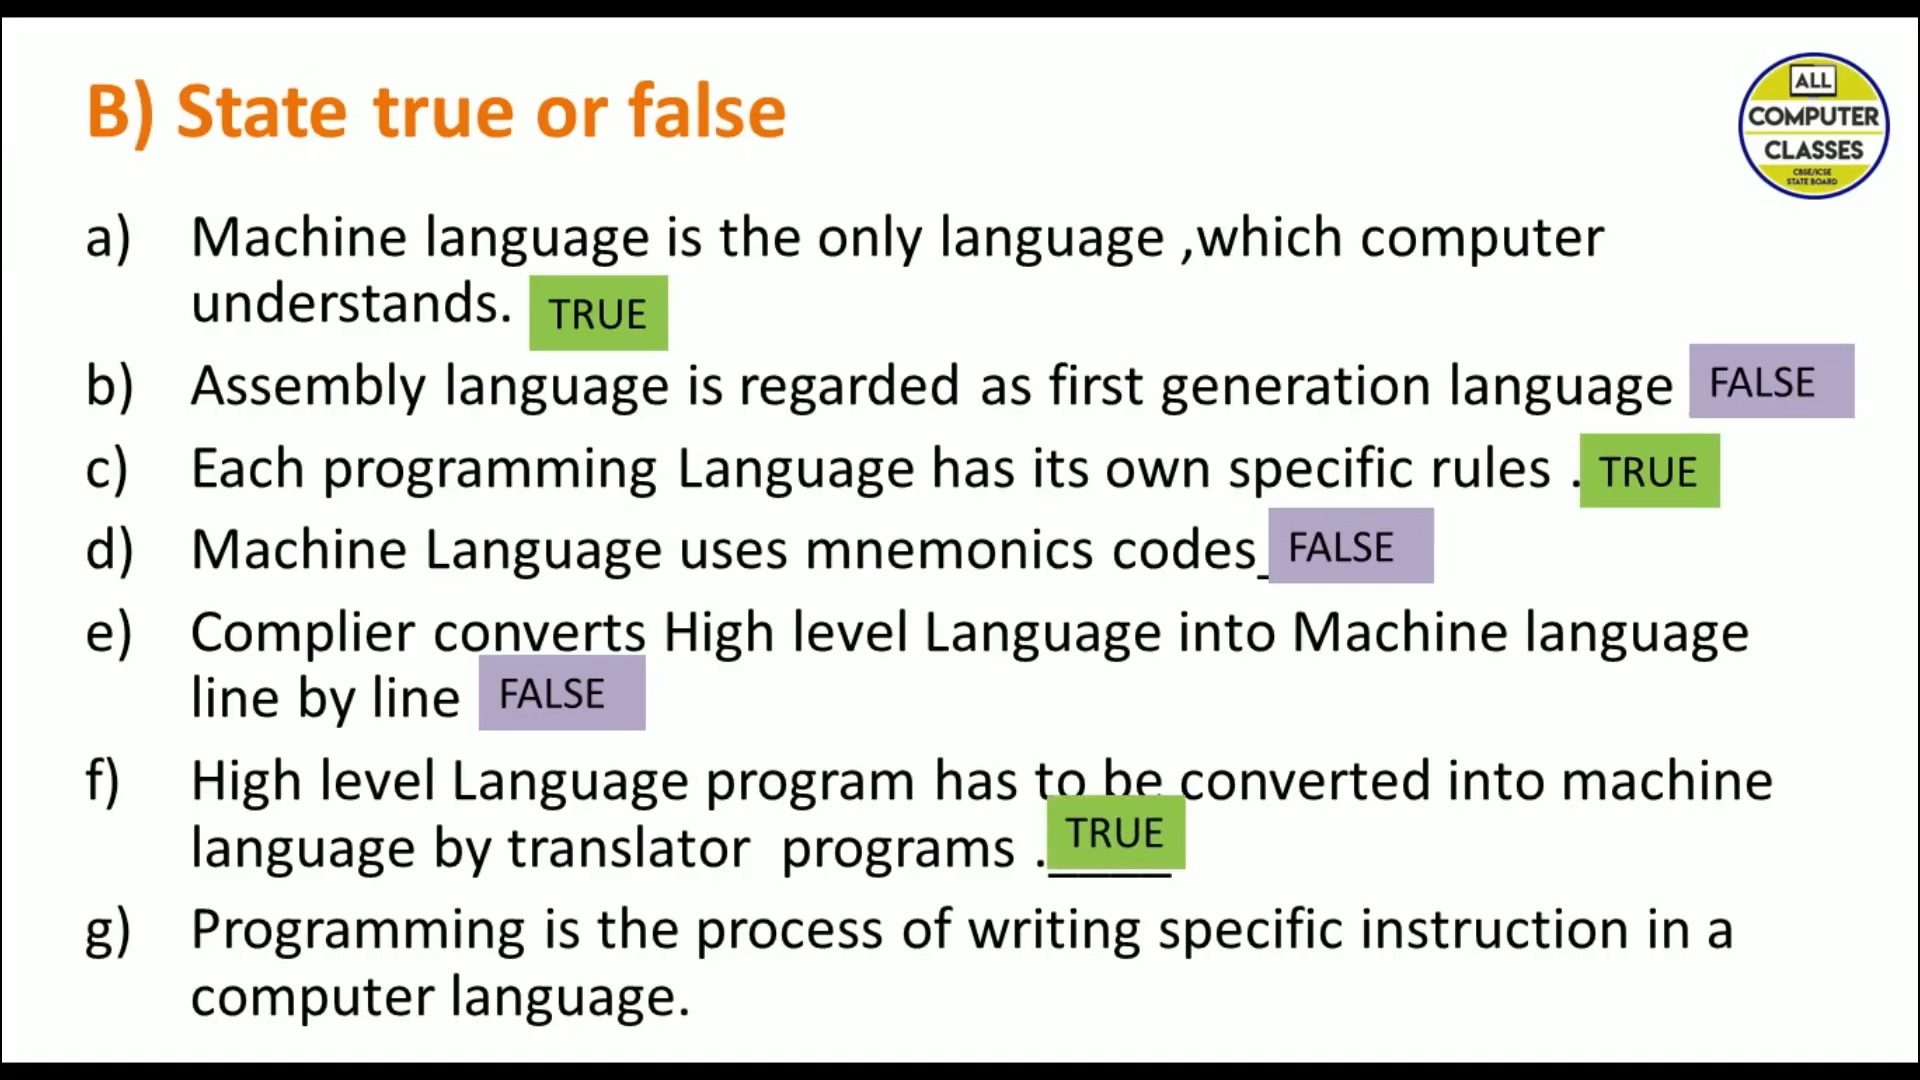 B) State true or false
ALL
COMPUTER
CLASSES
CBSE/ICSE
STATE BOARD
a) Machine language is the only language ,which computer
understands. TRUE
b) Assembly language is regarded as first generation language FALSE
c) Each programming Language has its own specific rules . TRUE
d) Machine Language uses mnemonics codes_ FALSE
e) Complier converts High level Language into Machine language
line by line FALSE
f) High level Language program has to be converted into machine
language by translator programs . TRUE
g) Programming is the process of writing specific instruction in a
computer language.